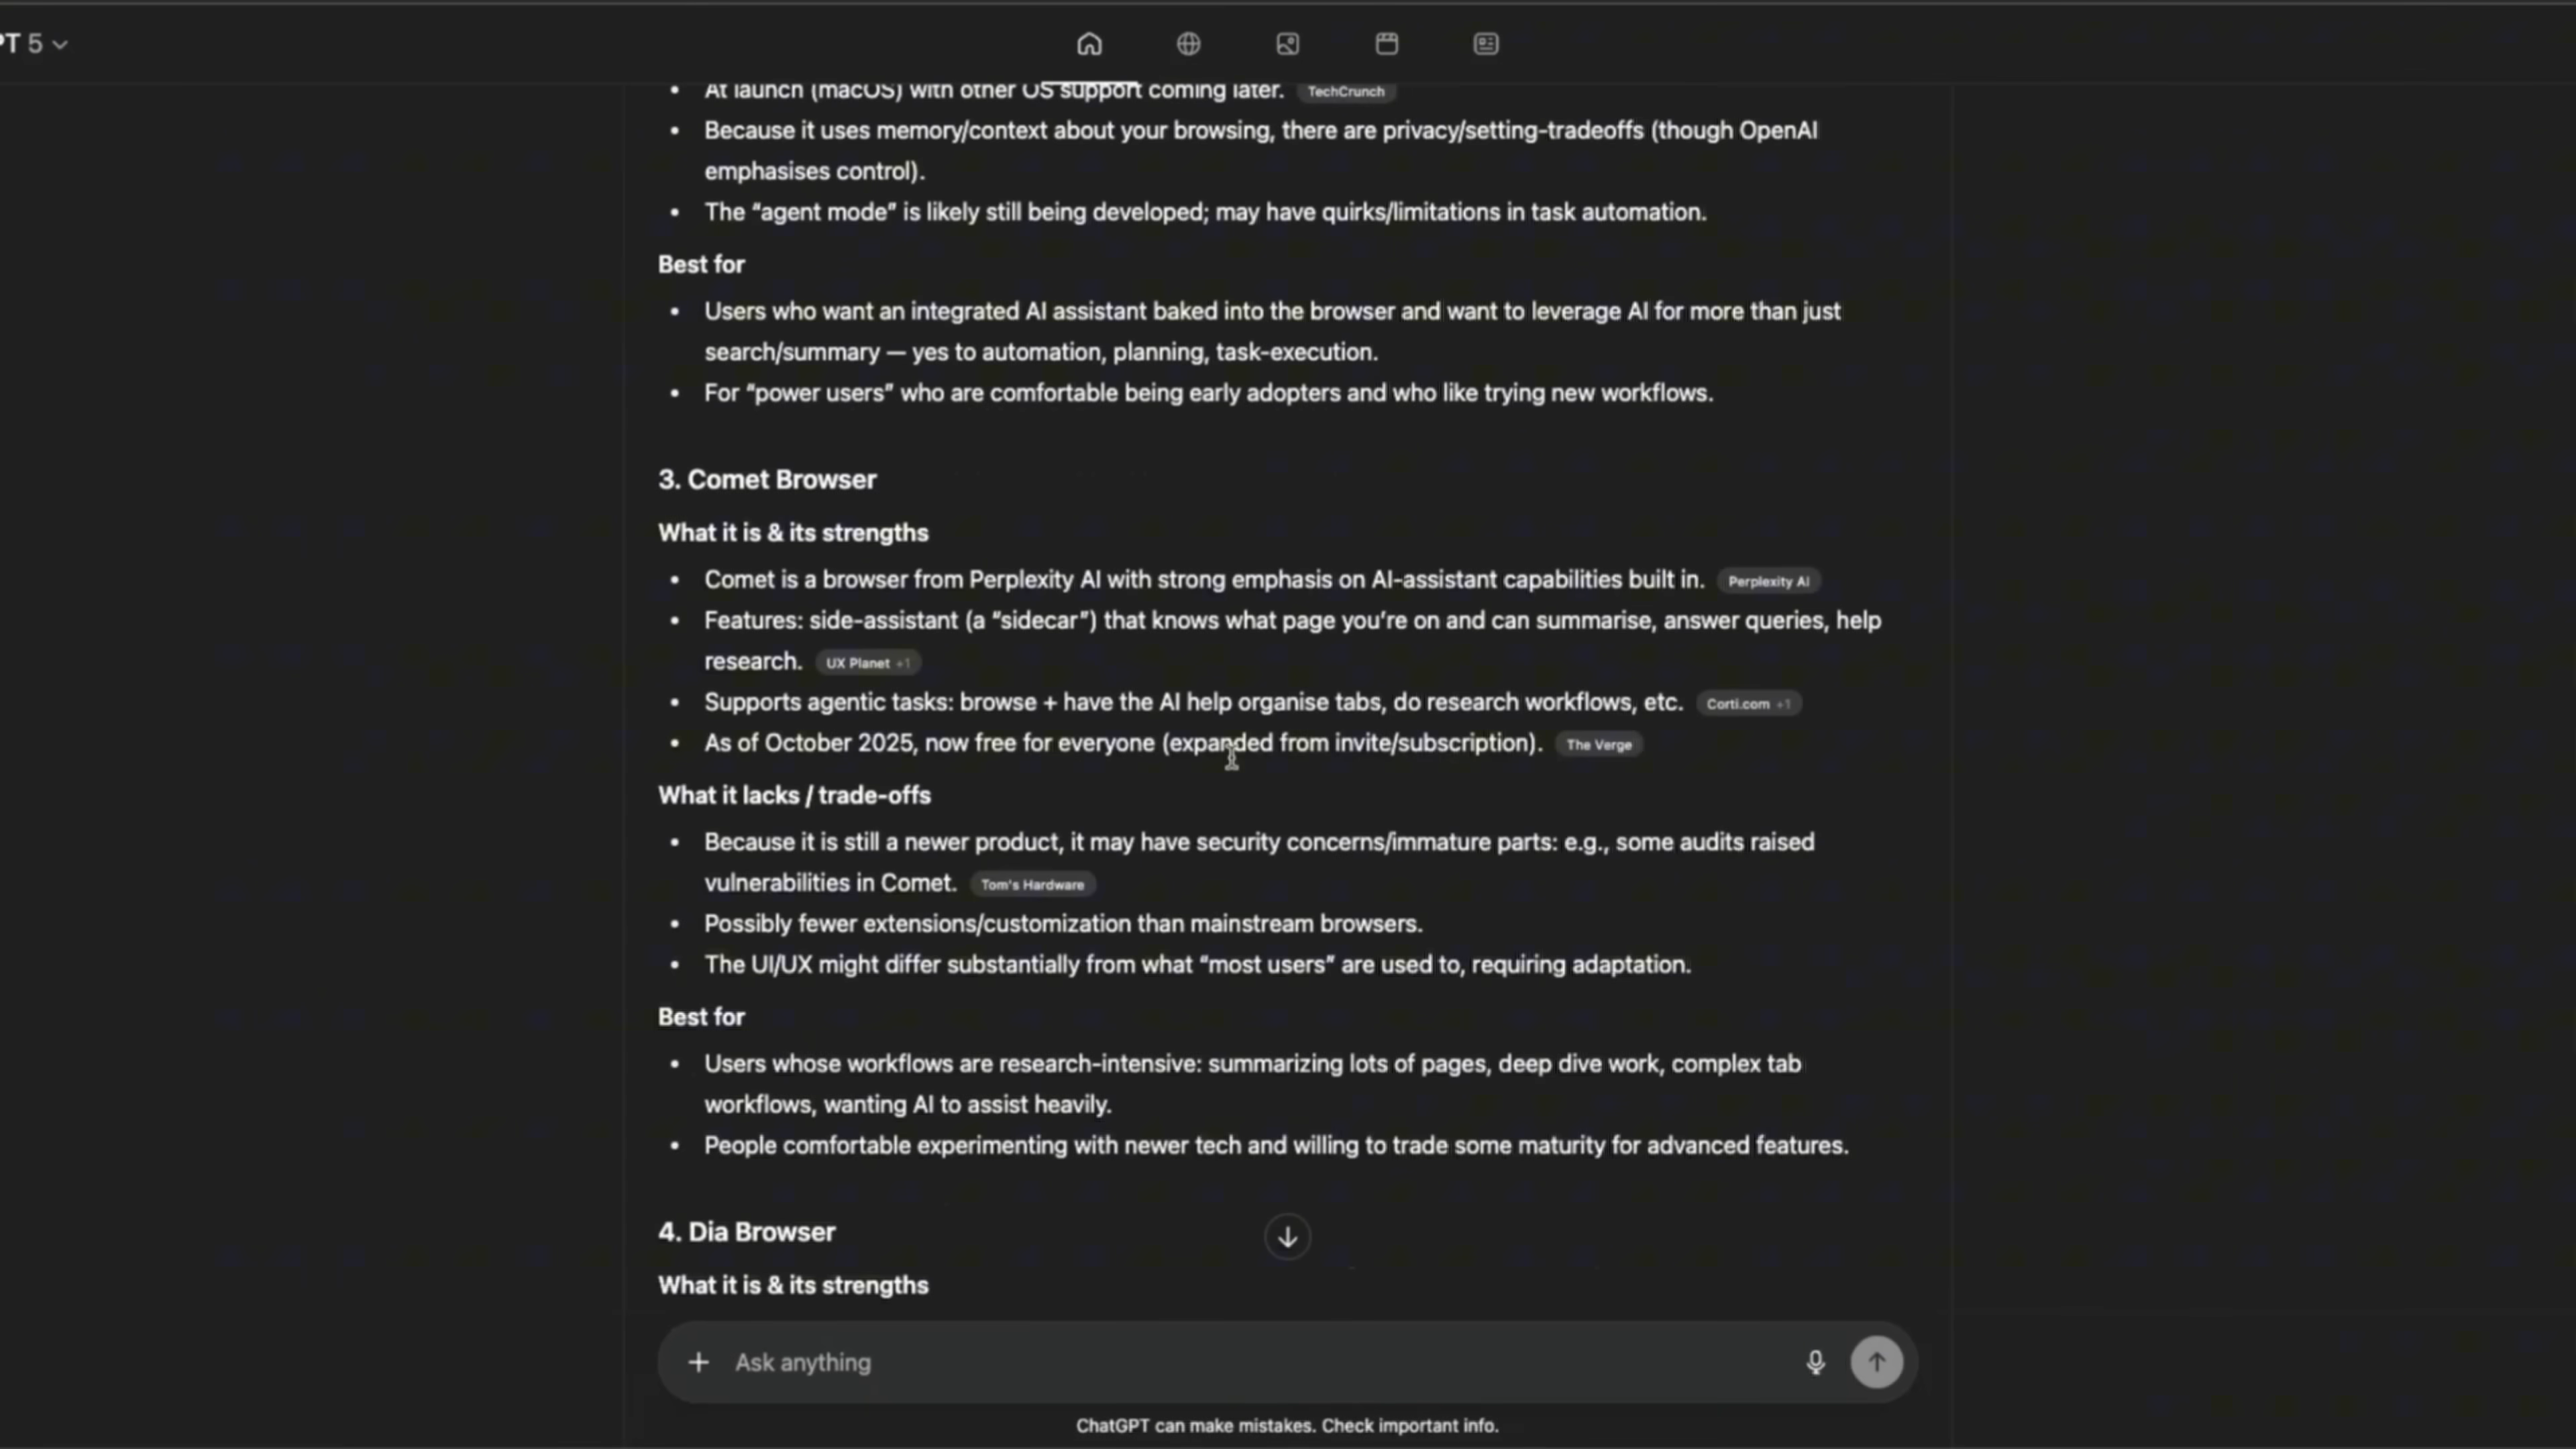 PT 5
At launch (macOS) with other OS support coming later. TechCrunch
Because it uses memory/context about your browsing, there are privacy/setting-tradeoffs (though OpenAI
emphasises control).
The “agent mode” is likely still being developed; may have quirks/limitations in task automation.
Best for
Users who want an integrated AI assistant baked into the browser and want to leverage AI for more than just
search/summary — yes to automation, planning, task-execution.
For “power users” who are comfortable being early adopters and who like trying new workflows.
3. Comet Browser
What it is & its strengths
Comet is a browser from Perplexity AI with strong emphasis on AI-assistant capabilities built in. Perplexity AI
Features: side-assistant (a “sidecar”) that knows what page you’re on and can summarise, answer queries, help
research. UX Planet +1
Supports agentic tasks: browse + have the AI help organise tabs, do research workflows, etc. Corti.com +1
As of October 2025, now free for everyone (expanded from invite/subscription). The Verge
What it lacks / trade-offs
Because it is still a newer product, it may have security concerns/immature parts: e.g., some audits raised
vulnerabilities in Comet. Tom's Hardware
Possibly fewer extensions/customization than mainstream browsers.
The UI/UX might differ substantially from what “most users” are used to, requiring adaptation.
Best for
Users whose workflows are research-intensive: summarizing lots of pages, deep dive work, complex tab
workflows, wanting AI to assist heavily.
People comfortable experimenting with newer tech and willing to trade some maturity for advanced features.
4. Dia Browser
What it is & its strengths
Ask anything
ChatGPT can make mistakes. Check important info.